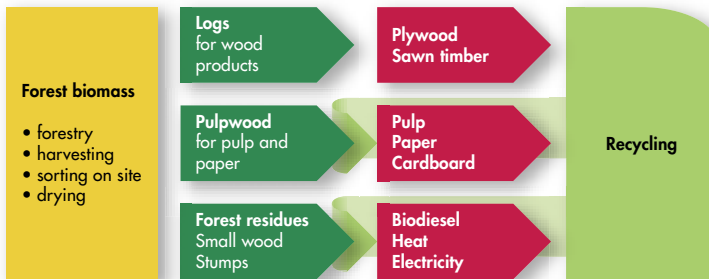 Forest biomass
• forestry
• harvesting
• sorting on site
• drying
Logs
for wood
products
Plywood
Sawn timber
Pulpwood
for pulp and
paper
Pulp
Paper
Cardboard
Forest residues
Small wood
Stumps
Biodiesel
Heat
Electricity
Recycling